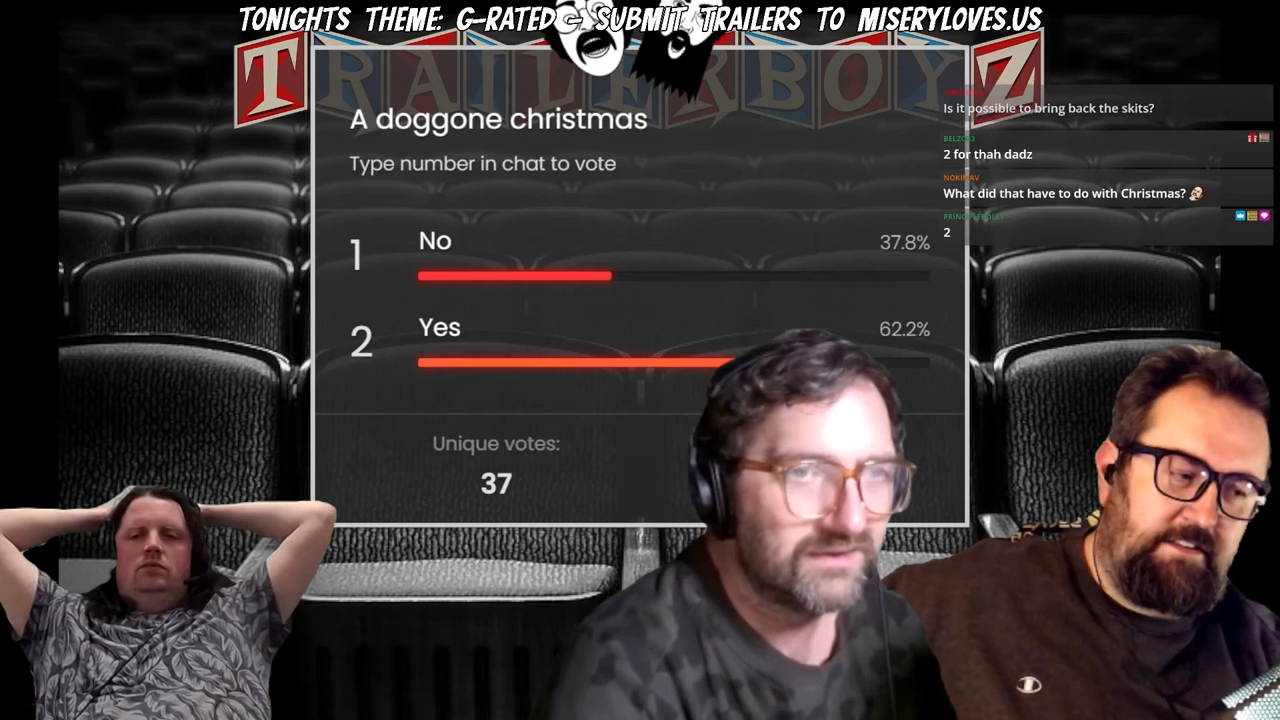 TONIGHTS THEME: G-RATED - SUBMIT TRAILERS TO MISERYLOVES.US
TRAILERBOYZ
A doggone christmas
Type number in chat to vote
1 No 37.8%
2 Yes 62.2%
Unique votes:
37
Is it possible to bring back the skits?
2 for thah dadz
What did that have to do with Christmas?
2